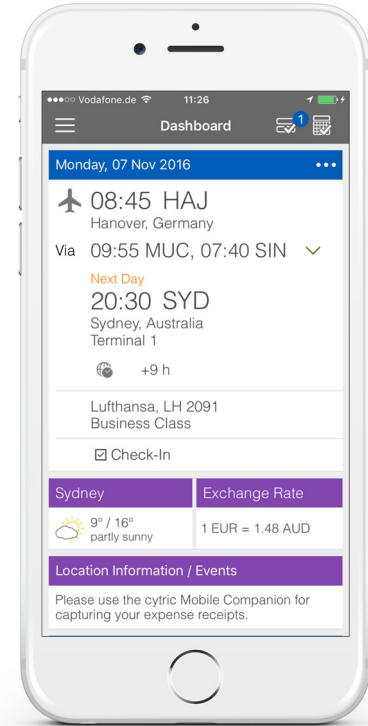 ●●●○○ Vodafone.de 11:26
Dashboard 1
Monday, 07 Nov 2016 •••
08:45 HAJ
Hanover, Germany
Via 09:55 MUC, 07:40 SIN
Next Day
20:30 SYD
Sydney, Australia
Terminal 1
+9 h
Lufthansa, LH 2091
Business Class
Check-In
Sydney Exchange Rate
9° / 16°
partly sunny
1 EUR = 1.48 AUD
Location Information / Events
Please use the cytric Mobile Companion for
capturing your expense receipts.